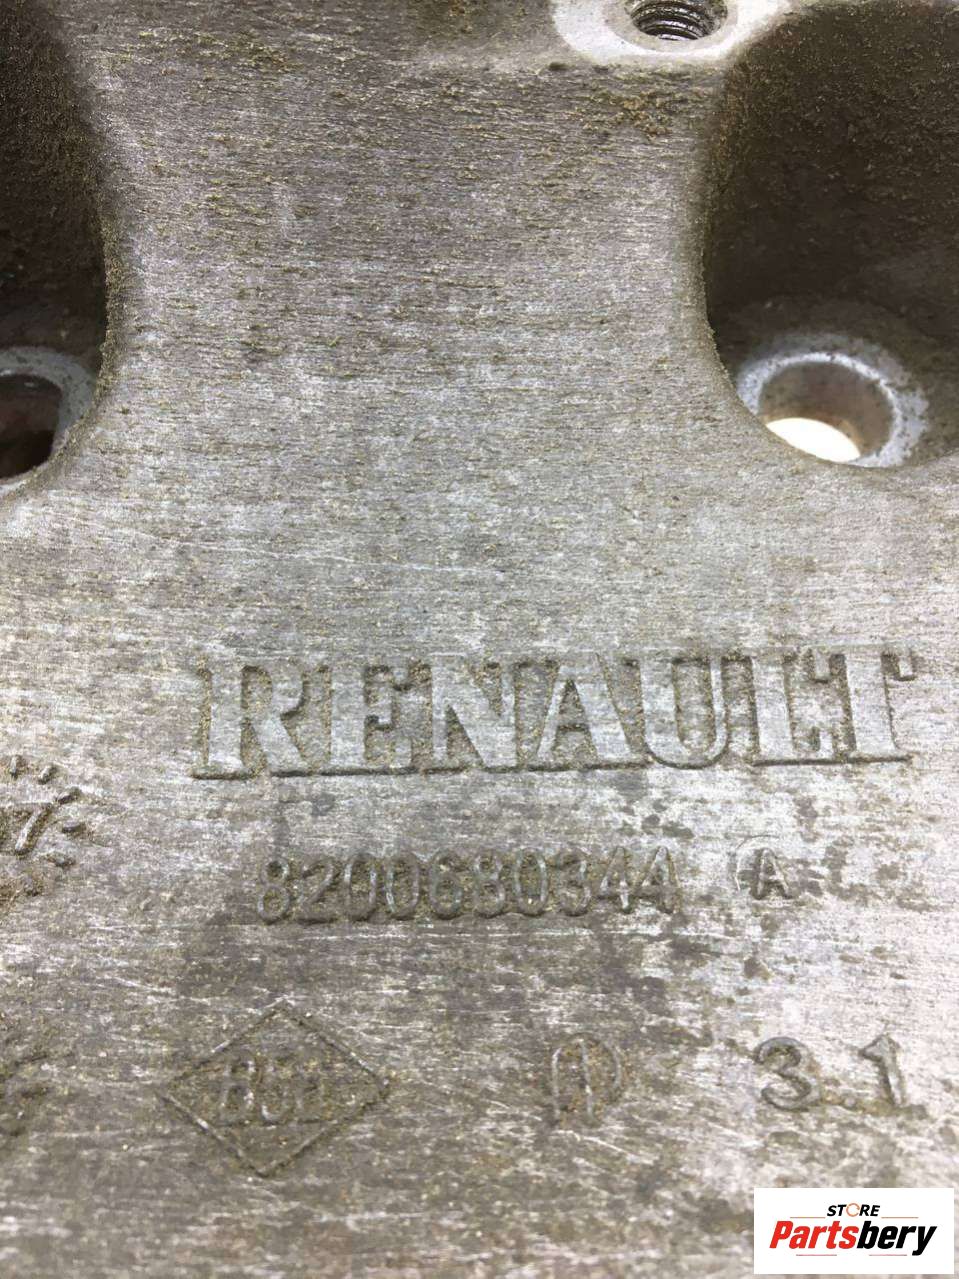 RENAULT
8200680344 A
3.1
STORE
Partsbery